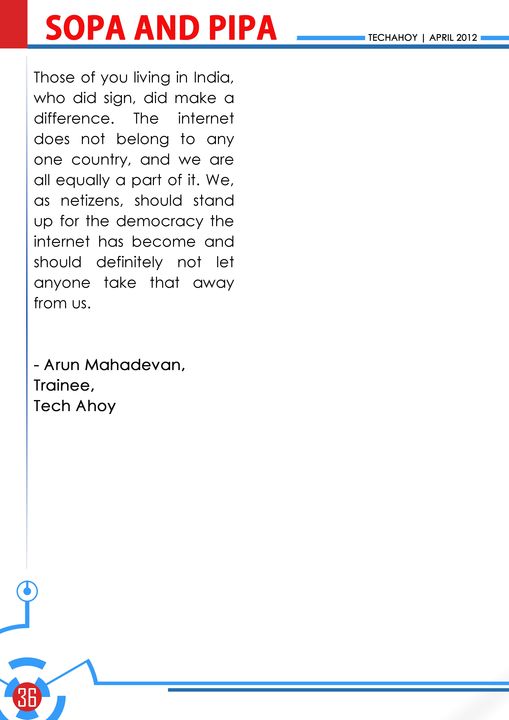 SOPA AND PIPA
TECHAHOY | APRIL 2012
Those of you living in India,
who did sign, did make a
difference. The internet
does not belong to any
one country, and we are
all equally a part of it. We,
as netizens, should stand
up for the democracy the
internet has become and
should definitely not let
anyone take that away
from us.
- Arun Mahadevan,
Trainee,
Tech Ahoy
36